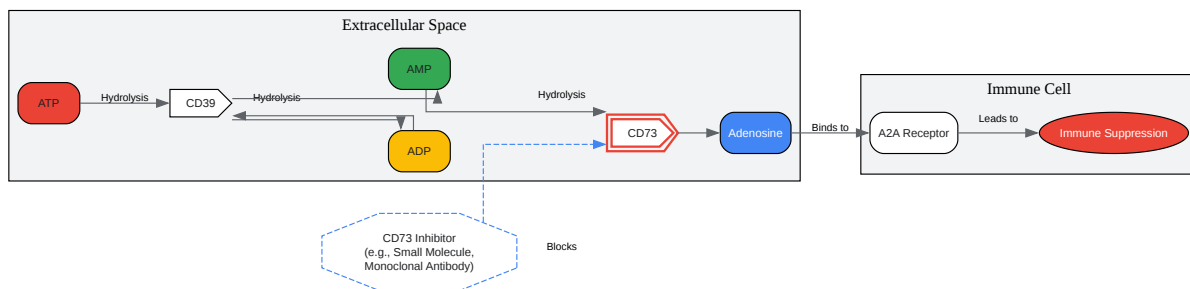 Extracellular Space
ATP
Hydrolysis
CD39
Hydrolysis
AMP
ADP
Hydrolysis
CD73
Adenosine
Binds to
Immune Cell
A2A Receptor
Leads to
Immune Suppression
CD73 Inhibitor
(e.g., Small Molecule,
Monoclonal Antibody)
Blocks